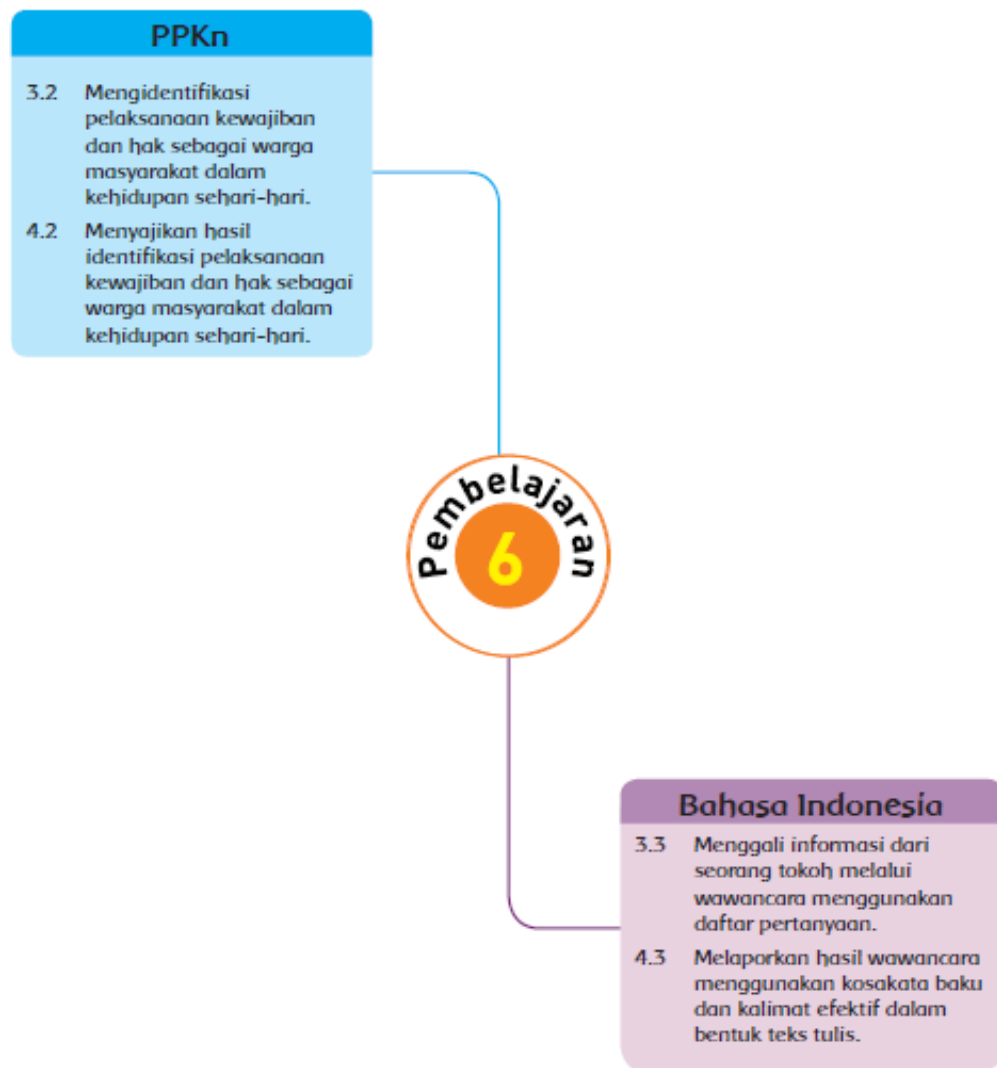 PPKn
3.2 Mengidentifikasi
pelaksanaan kewajiban
dan hak sebagai warga
masyarakat dalam
kehidupan sehari-hari.
4.2 Menyajikan hasil
identifikasi pelaksanaan
kewajiban dan hak sebagai
warga masyarakat dalam
kehidupan sehari-hari.
Pembelajaran
6
Bahasa Indonesia
3.3 Menggali informasi dari
seorang tokoh melalui
wawancara menggunakan
daftar pertanyaan.
4.3 Melaporkan hasil wawancara
menggunakan kosakata baku
dan kalimat efektif dalam
bentuk teks tulis.